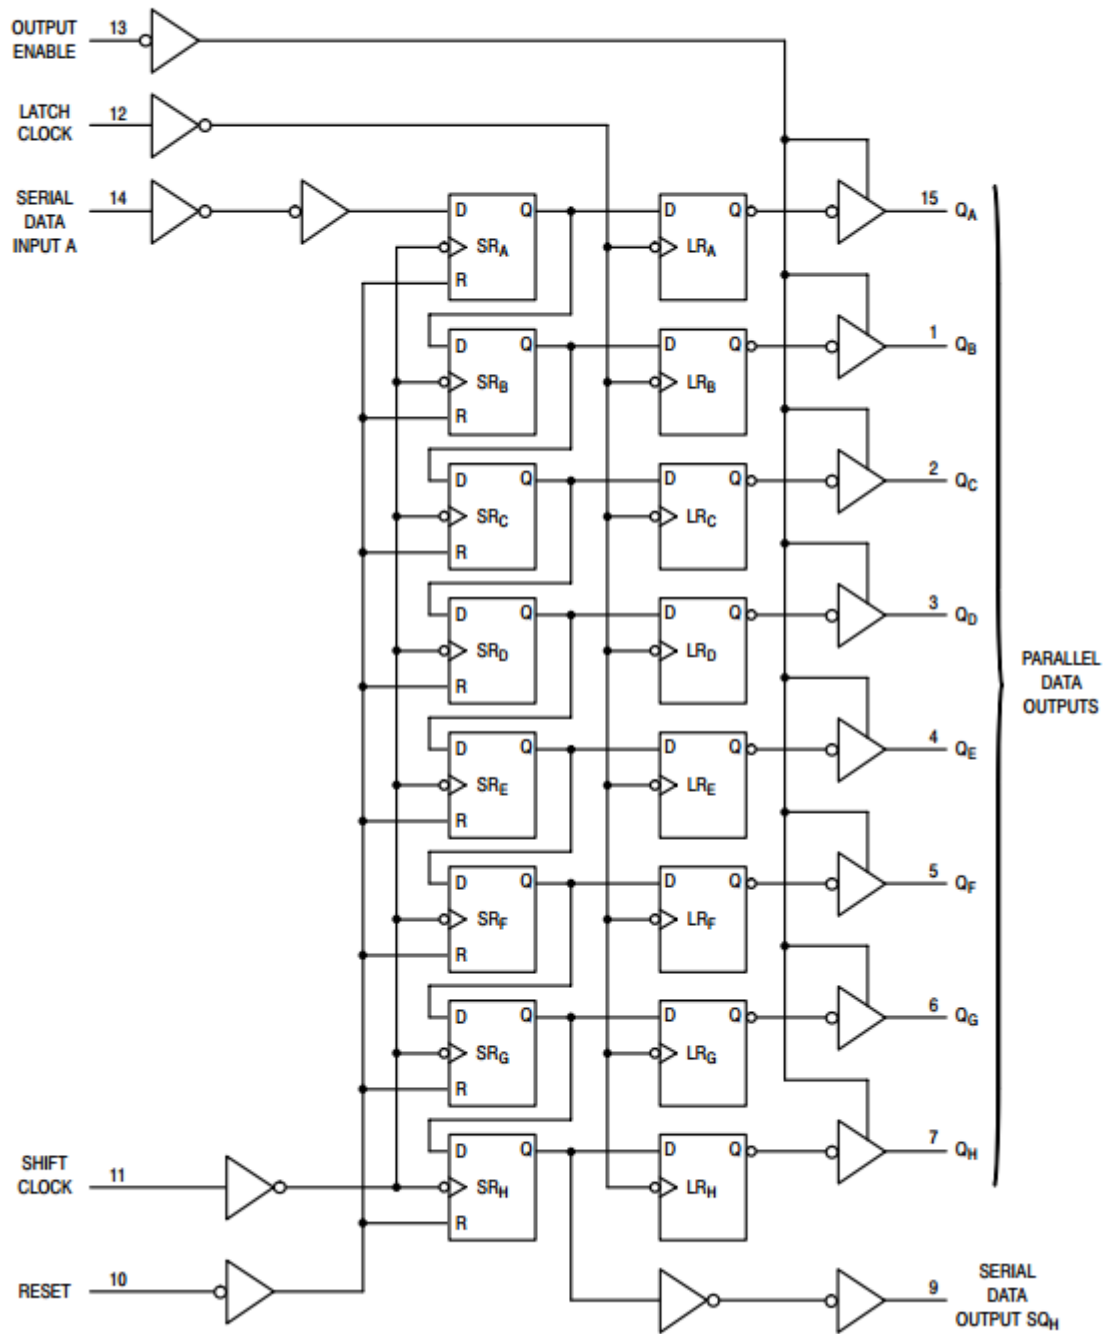 OUTPUT
ENABLE
13
LATCH
CLOCK
12
SERIAL
DATA
INPUT A
14
D Q
SRA
R
D Q
LRA
15 QA
D Q
SRB
R
D Q
LRB
1 QB
D Q
SRC
R
D Q
LRC
2 QC
D Q
SRD
R
D Q
LRD
3 QD
D Q
SRE
R
D Q
LRE
4 QE
D Q
SRF
R
D Q
LRF
5 QF
D Q
SRG
R
D Q
LRG
6 QG
D Q
SRH
R
D Q
LRH
7 QH
PARALLEL
DATA
OUTPUTS
SHIFT
CLOCK
11
RESET
10
9
SERIAL
DATA
OUTPUT SQH